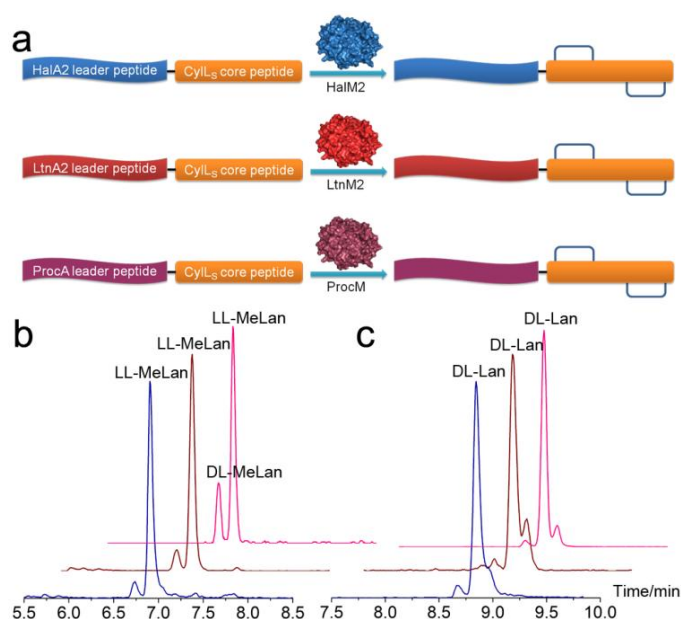 a
HalA2 leader peptide
CylLS core peptide
HalM2
LtnA2 leader peptide
CylLS core peptide
LtnM2
ProcA leader peptide
CylLS core peptide
ProcM
b
LL-MeLan
LL-MeLan
LL-MeLan
DL-MeLan
5.5 6.0 6.5 7.0 7.5 8.0 8.5
c
DL-Lan
DL-Lan
DL-Lan
Time/min
7.5 8.0 8.5 9.0 9.5 10.0